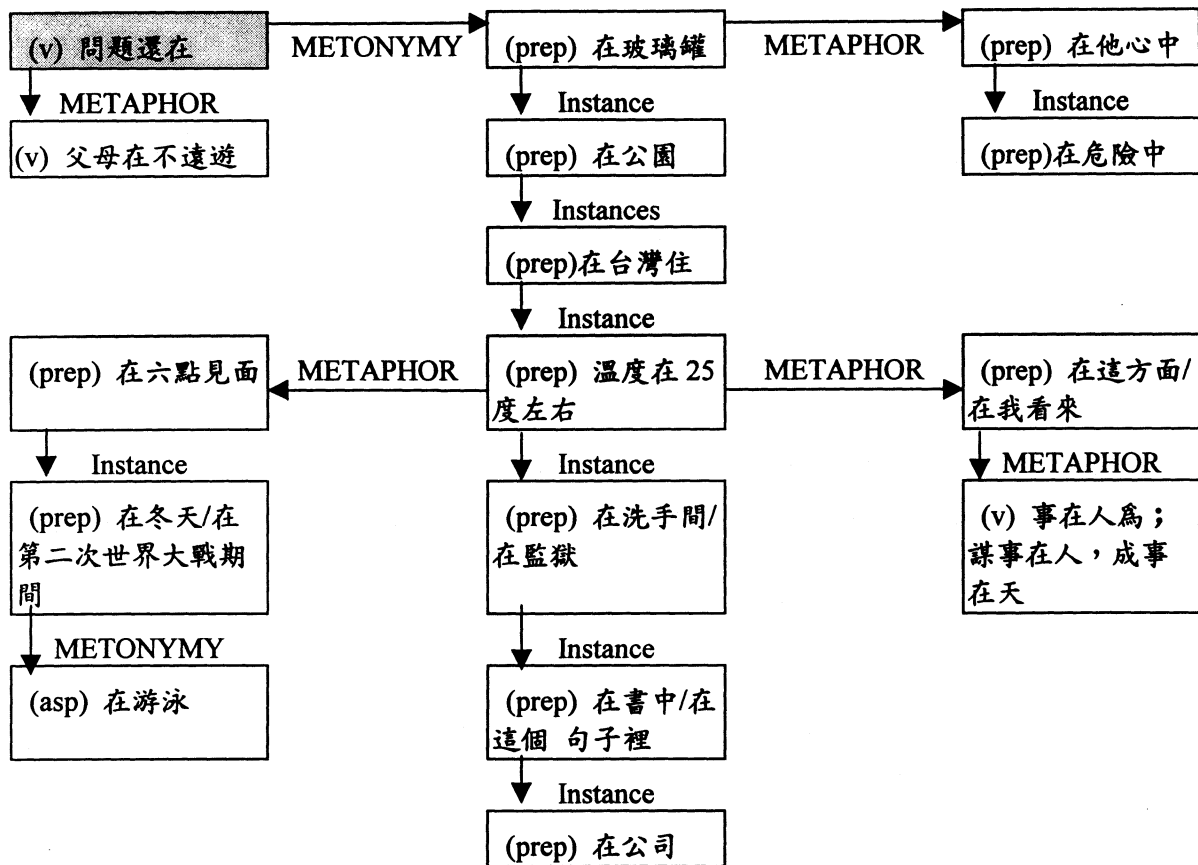 (v) 問題還在
METONYMY
(prep) 在玻璃罐
METAPHOR
(prep) 在他心中
METAPHOR
Instance
Instance
(v) 父母在不遠遊
(prep) 在公園
(prep)在危險中
Instances
(prep)在台灣住
Instance
(prep) 在六點見面
METAPHOR
(prep) 溫度在 25
度左右
METAPHOR
(prep) 在這方面/
在我看來
Instance
Instance
METAPHOR
(prep) 在冬天/在
第二次世界大戰期
間
(prep) 在洗手間/
在監獄
(v) 事在人為；
謀事在人，成事
在天
METONYMY
Instance
(asp) 在游泳
(prep) 在書中/在
這個 句子裡
Instance
(prep) 在公司